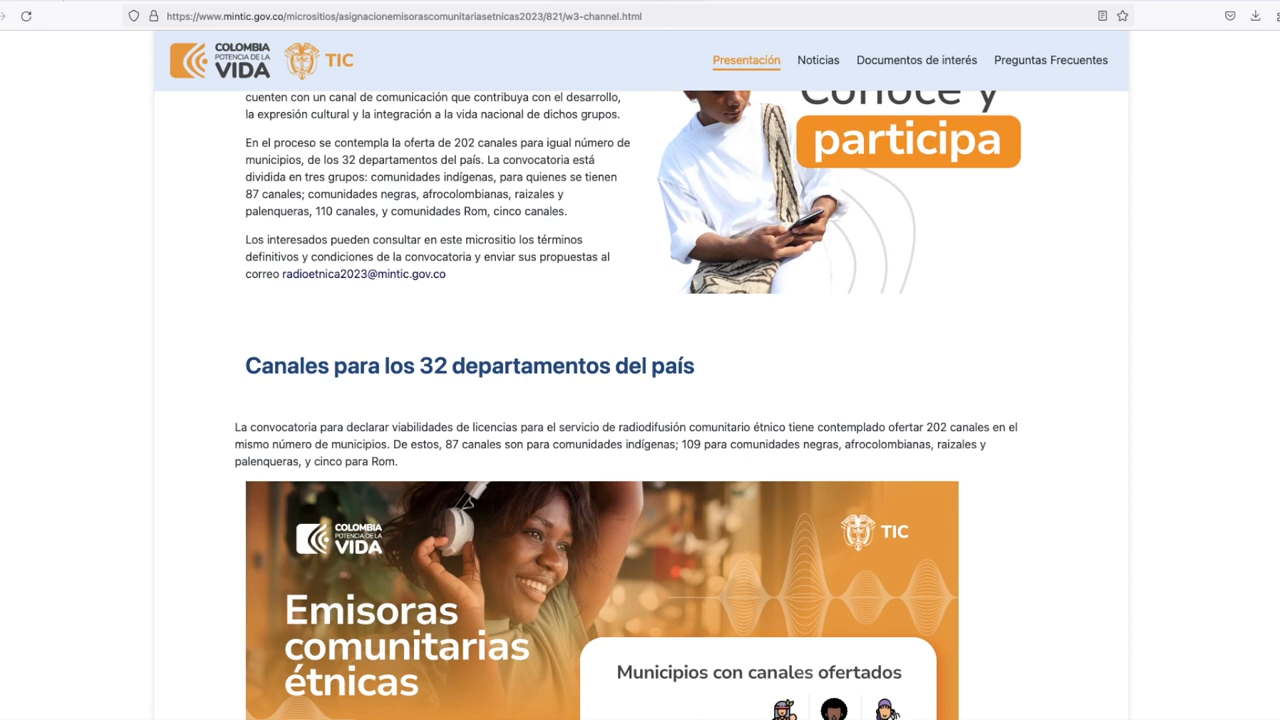 https://www.mintic.gov.co/micrositios/asignacionemisorascomunitariasetnicas2023/821/w3-channel.html
COLOMBIA
POTENCIA DE LA
VIDA
TIC
Presentación
Noticias
Documentos de interés
Preguntas Frecuentes
cuenten con un canal de comunicación que contribuya con el desarrollo,
la expresión cultural y la integración a la vida nacional de dichos grupos.
En el proceso se contempla la oferta de 202 canales para igual número de
municipios, de los 32 departamentos del país. La convocatoria está
dividida en tres grupos: comunidades indígenas, para quienes se tienen
87 canales; comunidades negras, afrocolombianas, raizales y
palenqueras, 110 canales, y comunidades Rom, cinco canales.
Los interesados pueden consultar en este micrositio los términos
definitivos y condiciones de la convocatoria y enviar sus propuestas al
correo radioetnica2023@mintic.gov.co
Conoce y
participa
Canales para los 32 departamentos del país
La convocatoria para declarar viabilidades de licencias para el servicio de radiodifusión comunitario étnico tiene contemplado ofertar 202 canales en el
mismo número de municipios. De estos, 87 canales son para comunidades indígenas; 109 para comunidades negras, afrocolombianas, raizales y
palenqueras, y cinco para Rom.
COLOMBIA
POTENCIA DE LA
VIDA
TIC
Emisoras
comunitarias
étnicas
Municipios con canales ofertados